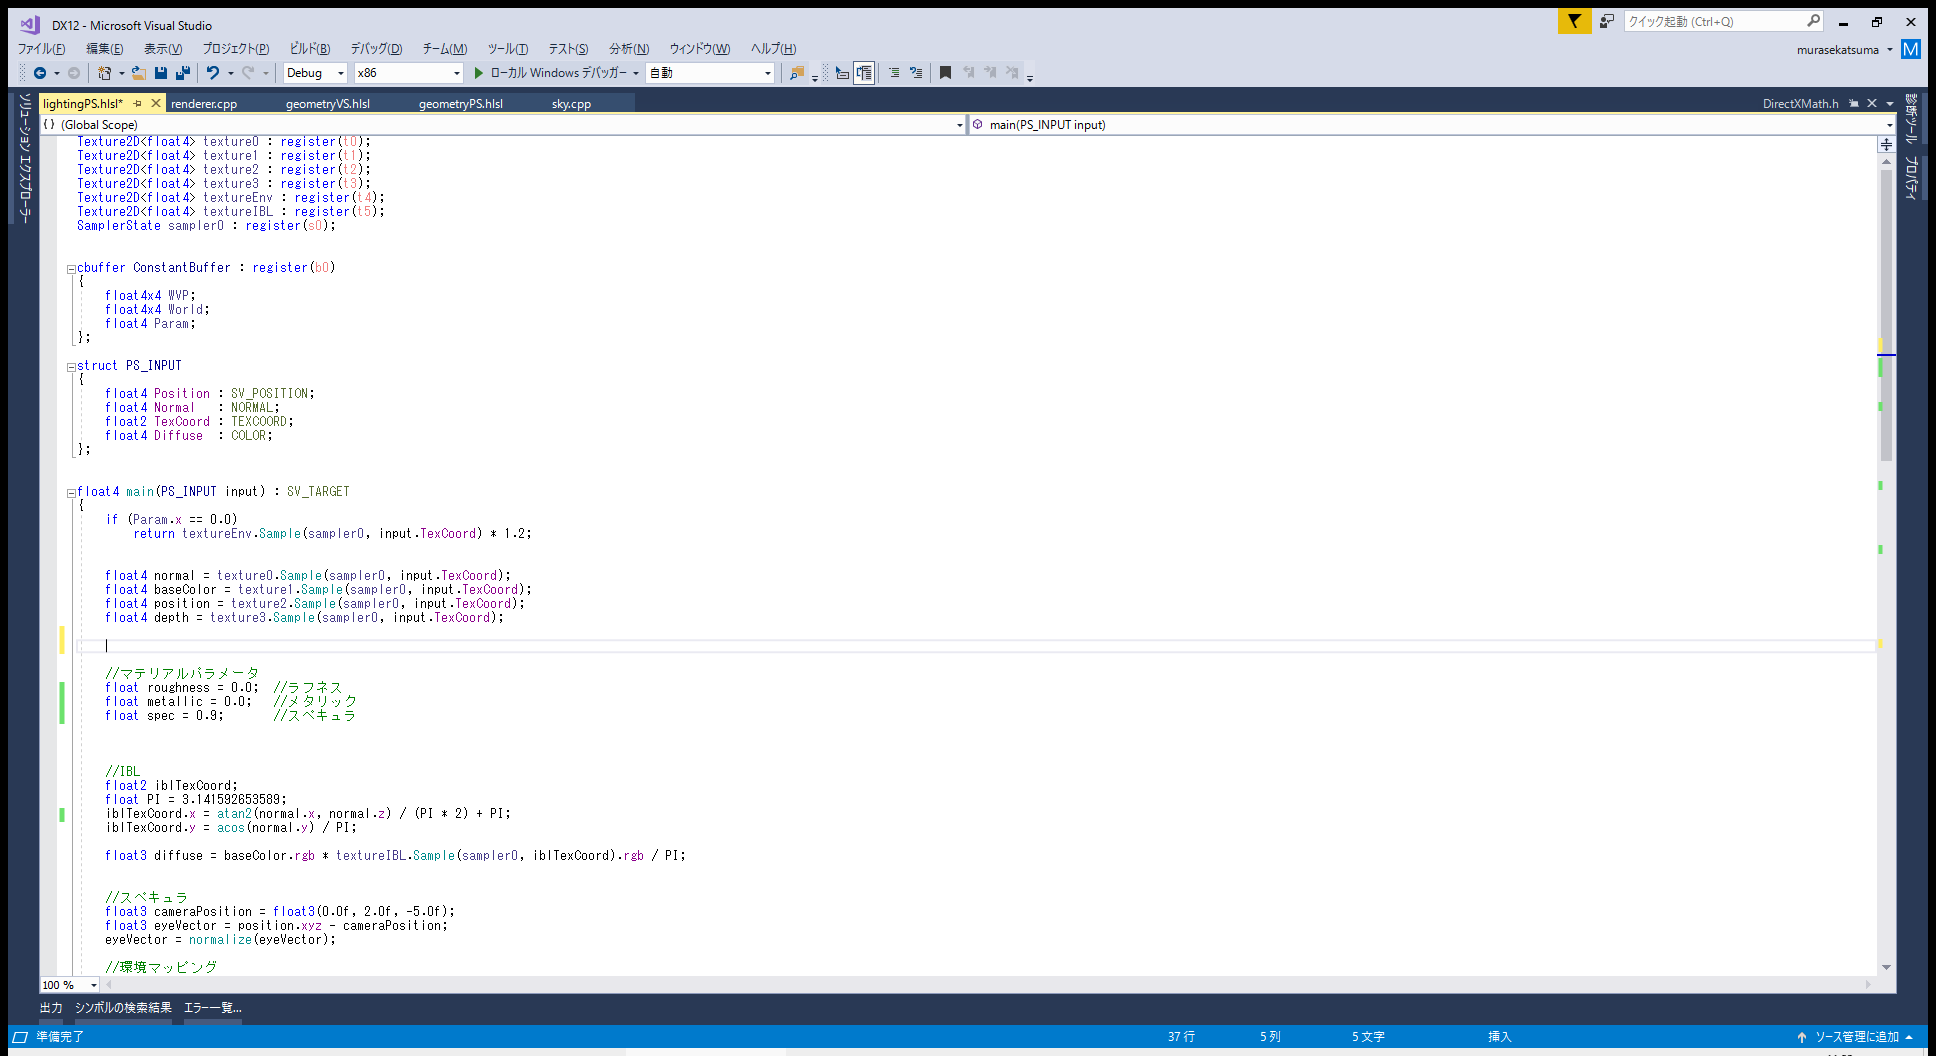 DX12 - Microsoft Visual Studio
クイック起動 (Ctrl+Q)
ファイル(F) 編集(E) 表示(V) プロジェクト(P) ビルド(B) デバッグ(D) チーム(M) ツール(T) テスト(S) 分析(N) ウィンドウ(W) ヘルプ(H)
murasekatsuma M
Debug x86 ローカル Windows デバッガー 自動
lightingPS.hlsl* renderer.cpp geometryVS.hlsl geometryPS.hlsl sky.cpp DirectXMath.h
ソリューション エクスプローラー
診断ツール
プロパティ
{ } (Global Scope) main(PS_INPUT input)
Texture2D<float4> texture0 : register(t0);
Texture2D<float4> texture1 : register(t1);
Texture2D<float4> texture2 : register(t2);
Texture2D<float4> texture3 : register(t3);
Texture2D<float4> textureEnv : register(t4);
Texture2D<float4> textureIBL : register(t5);
SamplerState sampler0 : register(s0);
cbuffer ConstantBuffer : register(b0)
{
float4x4 WVP;
float4x4 World;
float4 Param;
};
struct PS_INPUT
{
float4 Position : SV_POSITION;
float4 Normal : NORMAL;
float2 TexCoord : TEXCOORD;
float4 Diffuse : COLOR;
};
float4 main(PS_INPUT input) : SV_TARGET
{
if (Param.x == 0.0)
return textureEnv.Sample(sampler0, input.TexCoord) * 1.2;
float4 normal = texture0.Sample(sampler0, input.TexCoord);
float4 baseColor = texture1.Sample(sampler0, input.TexCoord);
float4 position = texture2.Sample(sampler0, input.TexCoord);
float4 depth = texture3.Sample(sampler0, input.TexCoord);
//マテリアルパラメータ
float roughness = 0.0; //ラフネス
float metallic = 0.0; //メタリック
float spec = 0.9; //スペキュラ
//IBL
float2 iblTexCoord;
float PI = 3.141592653589;
iblTexCoord.x = atan2(normal.x, normal.z) / (PI * 2) + PI;
iblTexCoord.y = acos(normal.y) / PI;
float3 diffuse = baseColor.rgb * textureIBL.Sample(sampler0, iblTexCoord).rgb / PI;
//スペキュラ
float3 cameraPosition = float3(0.0f, 2.0f, -5.0f);
float3 eyeVector = position.xyz - cameraPosition;
eyeVector = normalize(eyeVector);
//環境マッピング
100 %
出力 シンボルの検索結果 エラー一覧...
準備完了 37 行 5 列 5 文字 挿入 ソース管理に追加